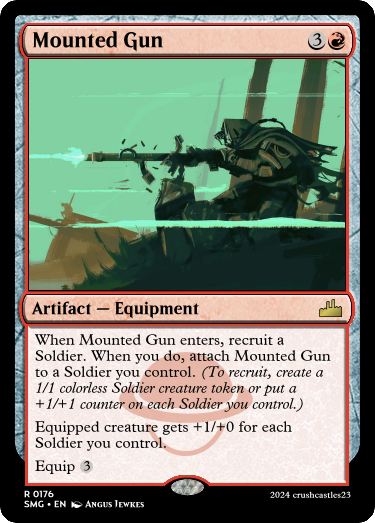 Mounted Gun 3
Artifact — Equipment
When Mounted Gun enters, recruit a
Soldier. When you do, attach Mounted Gun
to a Soldier you control. (To recruit, create a
1/1 colorless Soldier creature token or put a
+1/+1 counter on each Soldier you control.)
Equipped creature gets +1/+0 for each
Soldier you control.
Equip 3
R 0176
SMG • EN Angus Jewkes
2024 crushcastles23